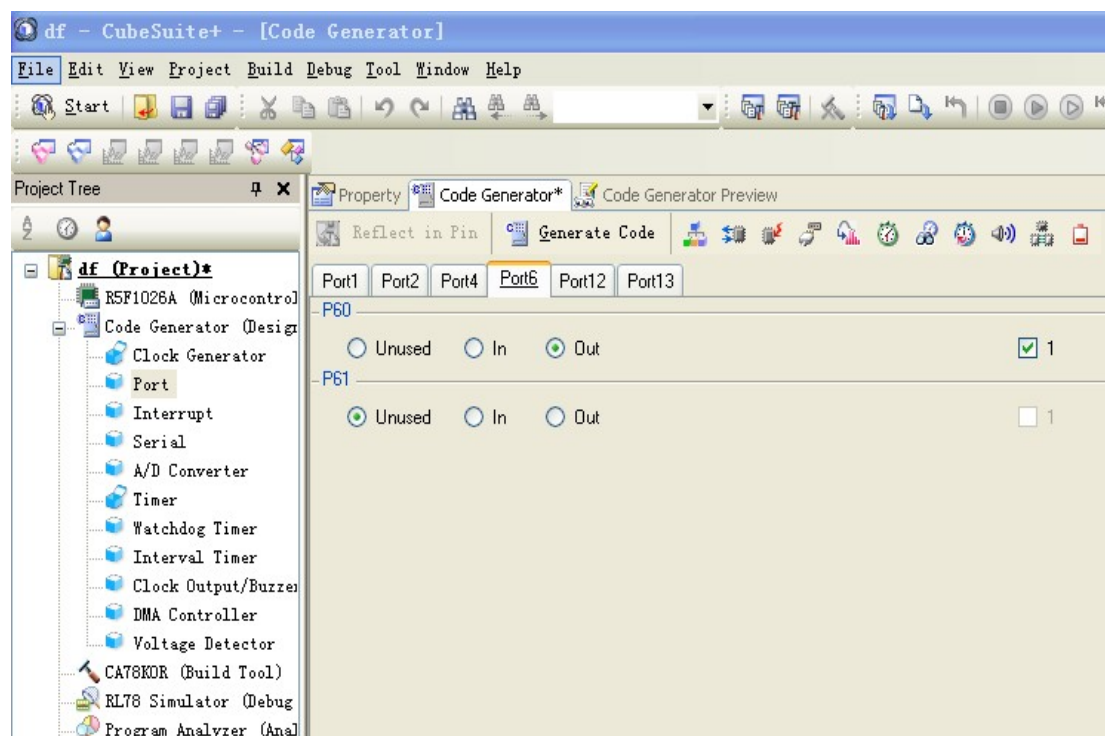 df - CubeSuite+ - [Code Generator]
File Edit View Project Build Debug Tool Window Help
Start
Project Tree
Property Code Generator* Code Generator Preview
Reflect in Pin Generate Code
df (Project)*
R5F1026A (Microcontrol
Code Generator (Design
Clock Generator
Port
Interrupt
Serial
A/D Converter
Timer
Watchdog Timer
Interval Timer
Clock Output/Buzzer
DMA Controller
Voltage Detector
CA78K0R (Build Tool)
RL78 Simulator (Debug
Program Analyzer (Anal
Port1 Port2 Port4 Port6 Port12 Port13
P60
Unused In Out 1
P61
Unused In Out 1